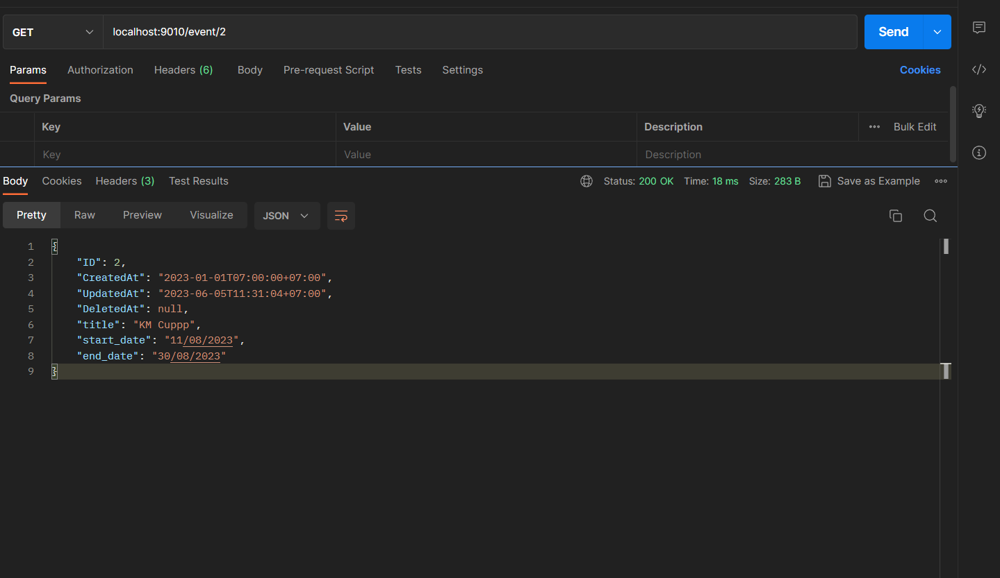 GET localhost:9010/event/2 Send
Params Authorization Headers (6) Body Pre-request Script Tests Settings Cookies
Query Params
Key Value Description Bulk Edit
Key Value Description
Body Cookies Headers (3) Test Results Status: 200 OK Time: 18 ms Size: 283 B Save as Example
Pretty Raw Preview Visualize JSON
1 {
2 "ID": 2,
3 "CreatedAt": "2023-01-01T07:00:00+07:00",
4 "UpdatedAt": "2023-06-05T11:31:04+07:00",
5 "DeletedAt": null,
6 "title": "KM Cuppp",
7 "start_date": "11/08/2023",
8 "end_date": "30/08/2023"
9 }